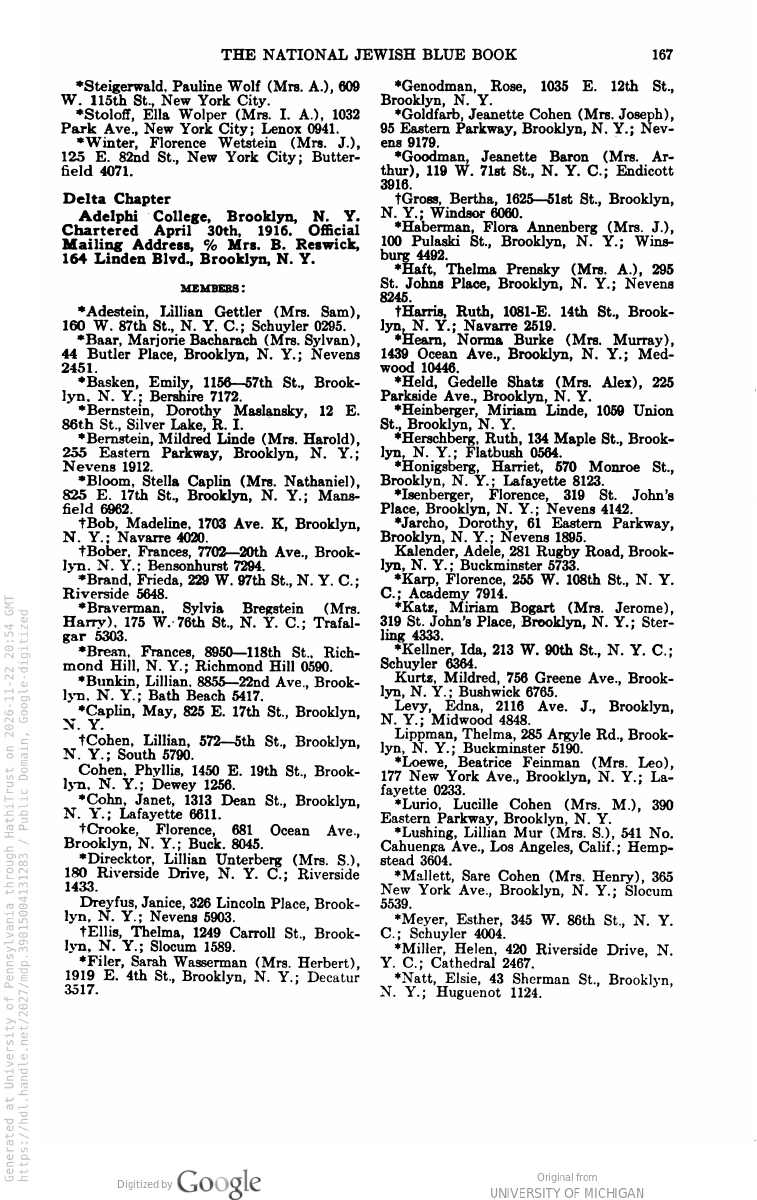 THE NATIONAL JEWISH BLUE BOOK 167
*Steigerwald, Pauline Wolf (Mrs. A.), 609
W. 115th St., New York City.
*Stoloff, Ella Wolper (Mrs. I. A.), 1032
Park Ave., New York City; Lenox 0941.
*Winter, Florence Wetstein (Mrs. J.),
125 E. 82nd St., New York City; Butter-
field 4071.
Delta Chapter
Adelphi College, Brooklyn, N. Y.
Chartered April 30th, 1916. Official
Mailing Address, % Mrs. B. Reswick,
164 Linden Blvd., Brooklyn, N. Y.
MEMBERS:
*Adestein, Lillian Gettler (Mrs. Sam),
160 W. 87th St., N. Y. C.; Schuyler 0295.
*Baar, Marjorie Bacharach (Mrs. Sylvan),
44 Butler Place, Brooklyn, N. Y.; Nevens
2451.
*Basken, Emily, 1156—57th St., Brook-
lyn, N. Y.; Bershire 7172.
*Bernstein, Dorothy Maslansky, 12 E.
86th St., Silver Lake, R. I.
*Bernstein, Mildred Linde (Mrs. Harold),
255 Eastern Parkway, Brooklyn, N. Y.;
Nevens 1912.
*Bloom, Stella Caplin (Mrs. Nathaniel),
825 E. 17th St., Brooklyn, N. Y.; Mans-
field 6962.
†Bob, Madeline, 1703 Ave. K, Brooklyn,
N. Y.; Navarre 4020.
†Bober, Frances, 7702—20th Ave., Brook-
lyn, N. Y.; Bensonhurst 7294.
*Brand, Frieda, 229 W. 97th St., N. Y. C.;
Riverside 5648.
*Braverman, Sylvia Bregstein (Mrs.
Harry), 175 W. 76th St., N. Y. C.; Trafal-
gar 5303.
*Brean, Frances, 8950—118th St., Rich-
mond Hill, N. Y.; Richmond Hill 0590.
*Bunkin, Lillian, 8855—22nd Ave., Brook-
lyn, N. Y.; Bath Beach 5417.
*Caplin, May, 825 E. 17th St., Brooklyn,
N. Y.
†Cohen, Lillian, 572—5th St., Brooklyn,
N. Y.; South 5790.
Cohen, Phyllis, 1450 E. 19th St., Brook-
lyn, N. Y.; Dewey 1256.
*Cohn, Janet, 1313 Dean St., Brooklyn,
N. Y.; Lafayette 6611.
†Crooke, Florence, 681 Ocean Ave.,
Brooklyn, N. Y.; Buck. 8045.
*Direcktor, Lillian Unterberg (Mrs. S.),
180 Riverside Drive, N. Y. C.; Riverside
1433.
Dreyfus, Janice, 326 Lincoln Place, Brook-
lyn, N. Y.; Nevens 5903.
†Ellis, Thelma, 1249 Carroll St., Brook-
lyn, N. Y.; Slocum 1589.
*Filer, Sarah Wasserman (Mrs. Herbert),
1919 E. 4th St., Brooklyn, N. Y.; Decatur
3517.
*Genodman, Rose, 1035 E. 12th St.,
Brooklyn, N. Y.
*Goldfarb, Jeanette Cohen (Mrs. Joseph),
95 Eastern Parkway, Brooklyn, N. Y.; Nev-
ens 9179.
*Goodman, Jeanette Baron (Mrs. Ar-
thur), 119 W. 71st St., N. Y. C.; Endicott
3916.
†Gross, Bertha, 1625—51st St., Brooklyn,
N. Y.; Windsor 6060.
*Haberman, Flora Annenberg (Mrs. J.),
100 Pulaski St., Brooklyn, N. Y.; Wins-
burg 4492.
*Haft, Thelma Prensky (Mrs. A.), 295
St. Johns Place, Brooklyn, N. Y.; Nevens
8245.
†Harris, Ruth, 1081-E. 14th St., Brook-
lyn, N. Y.; Navarre 2519.
*Hearn, Norma Burke (Mrs. Murray),
1439 Ocean Ave., Brooklyn, N. Y.; Med-
wood 10446.
*Held, Gedelle Shatz (Mrs. Alex), 225
Parkside Ave., Brooklyn, N. Y.
*Heinberger, Miriam Linde, 1059 Union
St., Brooklyn, N. Y.
*Herschberg, Ruth, 134 Maple St., Brook-
lyn, N. Y.; Flatbush 0564.
*Honigsberg, Harriet, 570 Monroe St.,
Brooklyn, N. Y.; Lafayette 8123.
*Isenberger, Florence, 319 St. John's
Place, Brooklyn, N. Y.; Nevens 4142.
*Jarcho, Dorothy, 61 Eastern Parkway,
Brooklyn, N. Y.; Nevens 1895.
Kalender, Adele, 281 Rugby Road, Brook-
lyn, N. Y.; Buckminster 5733.
*Karp, Florence, 255 W. 108th St., N. Y.
C.; Academy 7914.
*Katz, Miriam Bogart (Mrs. Jerome),
319 St. John's Place, Brooklyn, N. Y.; Ster-
ling 4333.
*Kellner, Ida, 213 W. 90th St., N. Y. C.;
Schuyler 6364.
Kurtz, Mildred, 756 Greene Ave., Brook-
lyn, N. Y.; Bushwick 6765.
Levy, Edna, 2116 Ave. J., Brooklyn,
N. Y.; Midwood 4848.
Lippman, Thelma, 285 Argyle Rd., Brook-
lyn, N. Y.; Buckminster 5190.
*Loewe, Beatrice Feinman (Mrs. Leo),
177 New York Ave., Brooklyn, N. Y.; La-
fayette 0233.
*Lurio, Lucille Cohen (Mrs. M.), 390
Eastern Parkway, Brooklyn, N. Y.
*Lushing, Lillian Mur (Mrs. S.), 541 No.
Cahuenga Ave., Los Angeles, Calif.; Hemp-
stead 3604.
*Mallett, Sare Cohen (Mrs. Henry), 365
New York Ave., Brooklyn, N. Y.; Slocum
5539.
*Meyer, Esther, 345 W. 86th St., N. Y.
C.; Schuyler 4004.
*Miller, Helen, 420 Riverside Drive, N.
Y. C.; Cathedral 2467.
*Natt, Elsie, 43 Sherman St., Brooklyn,
N. Y.; Huguenot 1124.
Generated at University of Pennsylvania through HathiTrust on 2026-11-22 20:54 GMT
https://hdl.handle.net/2027/mdp.39015004131283 / Public Domain, Google-digitized
Digitized by Google
Original from
UNIVERSITY OF MICHIGAN